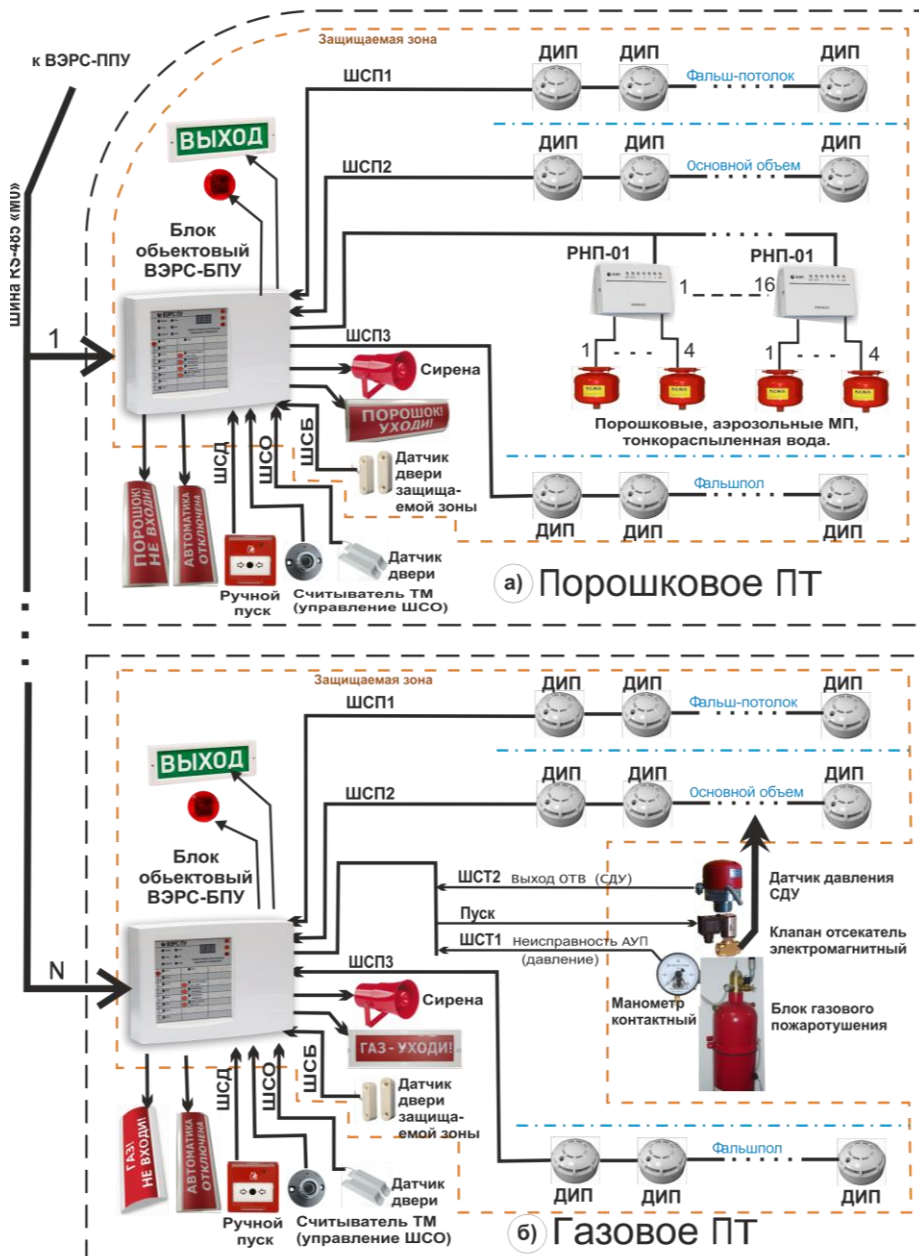 Защищаемая зона
к ВЭРС-ППУ
ШСП1
ДИП
ДИП
Фальш-потолок
ДИП
ВЫХОД
ШСП2
ДИП
ДИП
Основной объем
ДИП
Блок
обьектовый
ВЭРС-БПУ
РНП-01
РНП-01
1
16
шина RS-485 «М0»
1
ШСП3
1
4
1
4
Сирена
ПОРОШОК!
УХОДИ!
Порошковые, аэрозольные МП,
тонкораспыленная вода.
ШСД
ШСО
ШСБ
Датчик
двери
защища-
емой зоны
Фальшпол
ДИП
ДИП
ДИП
ПОРОШОК!
НЕ ВХОДИ!
АВТОМАТИКА
ОТКЛЮЧЕНА
Датчик
двери
Ручной
пуск
Считыватель ТМ
(управление ШСО)
а) Порошковое ПТ
Защищаемая зона
ШСП1
ДИП
ДИП
Фальш-потолок
ДИП
ВЫХОД
ШСП2
ДИП
ДИП
Основной объем
ДИП
Блок
обьектовый
ВЭРС-БПУ
ШСТ2 Выход ОТВ (СДУ)
Датчик давления
СДУ
Пуск
Клапан отсекатель
электромагнитный
ШСТ1 Неисправность АУП
(давление)
N
ШСП3
Сирена
Манометр
контактный
Блок газового
пожаротушения
ГАЗ - УХОДИ!
ШСД
ШСО
ШСБ
Датчик
двери
защища-
емой зоны
ГАЗ!
НЕ ВХОДИ!
АВТОМАТИКА
ОТКЛЮЧЕНА
Фальшпол
ДИП
ДИП
ДИП
Датчик
двери
Ручной
пуск
Считыватель ТМ
(управление ШСО)
б) Газовое ПТ